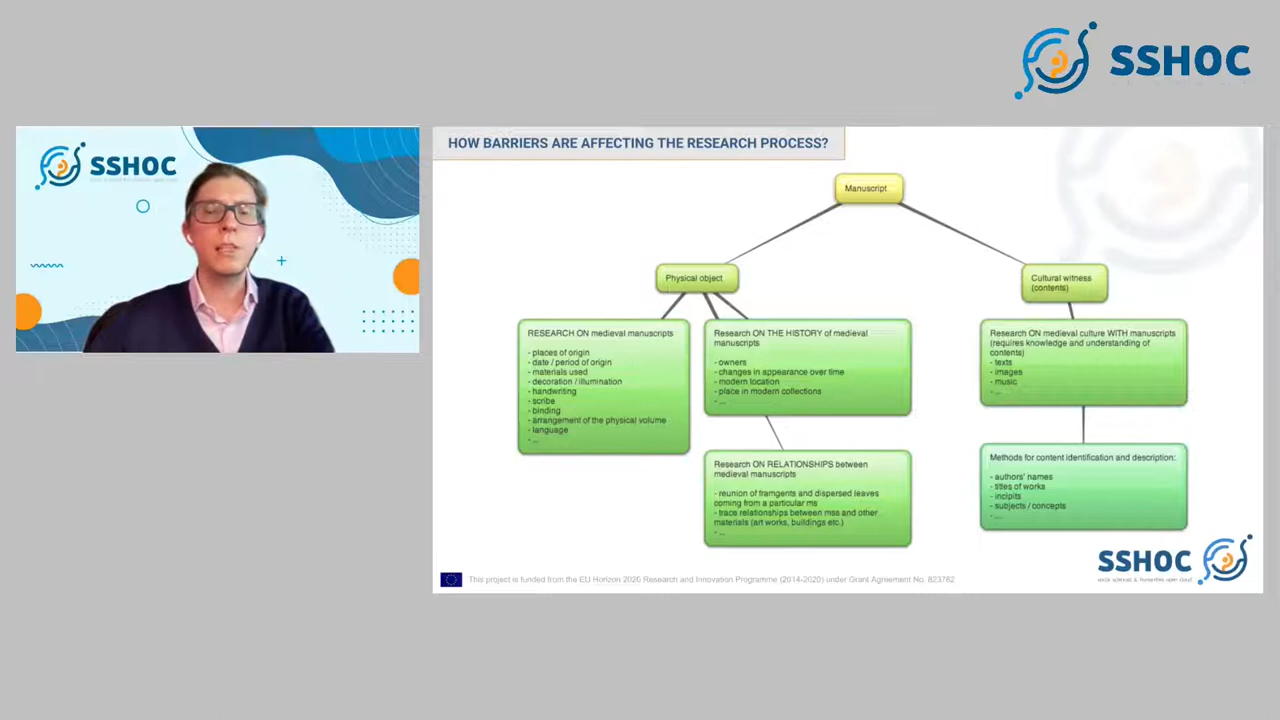 SSHOC
SSHOC
HOW BARRIERS ARE AFFECTING THE RESEARCH PROCESS?
Manuscript
Physical object
Cultural witness
(contents)
RESEARCH ON medieval manuscripts
- places of origin
- date / period of origin
- materials used
- decoration / illumination
- handwriting
- scribe
- binding
- arrangement of the physical volume
- language
- ...
Research ON THE HISTORY of medieval
manuscripts
- owners
- changes in appearance over time
- modern location
- place in modern collections
- ...
Research ON RELATIONSHIPS between
medieval manuscripts
- reunion of framgents and dispersed leaves
coming from a particular ms
- trace relationships between mss and other
materials (art works, buildings etc.)
- ...
Research ON medieval culture WITH manuscripts
(requires knowledge and understanding of
contents)
- texts
- images
- music
- ...
Methods for content identification and description:
- authors' names
- titles of works
- incipits
- subjects / concepts
- ...
SSHOC
social sciences & humanities open cloud
This project is funded from the EU Horizon 2020 Research and Innovation Programme (2014-2020) under Grant Agreement No. 823782